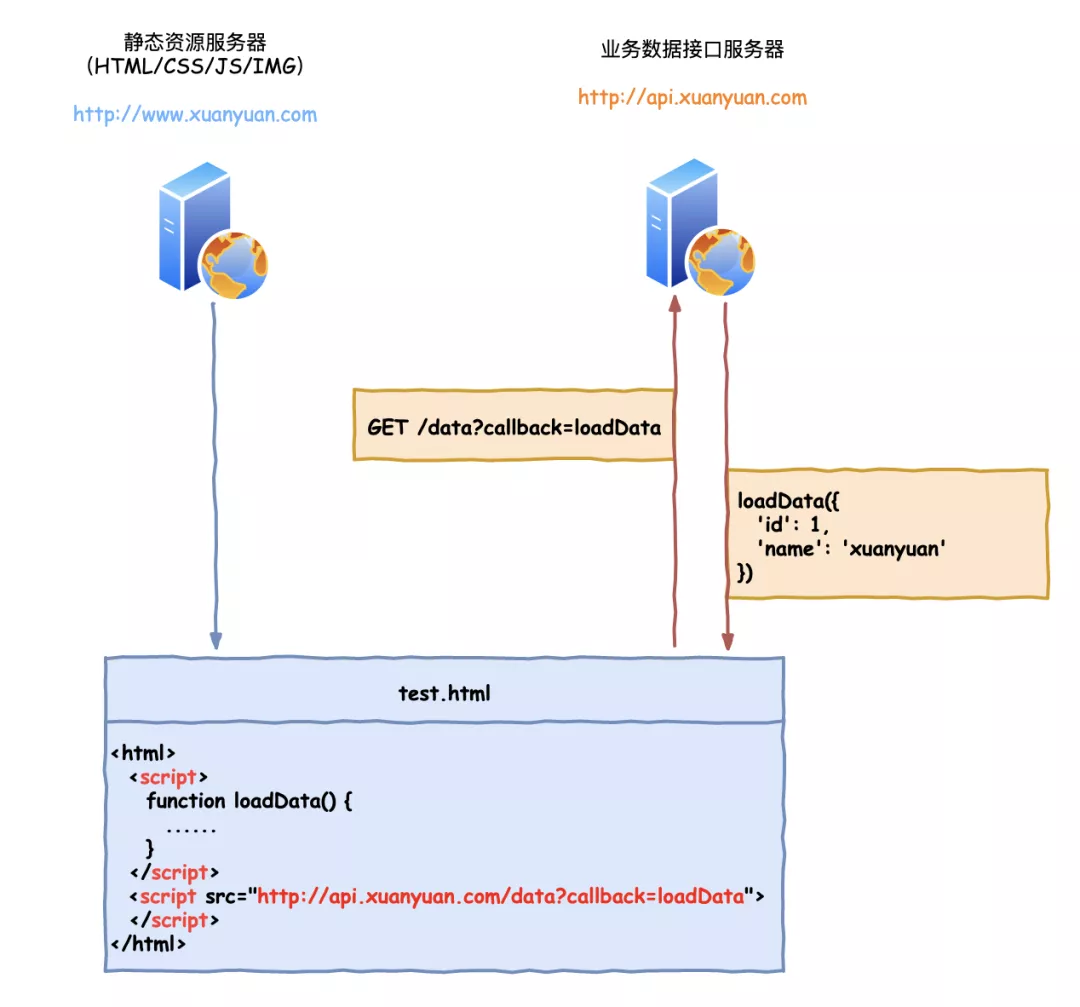 静态资源服务器
(HTML/CSS/JS/IMG)
http://www.xuanyuan.com
业务数据接口服务器
http://api.xuanyuan.com
GET /data?callback=loadData
loadData({
'id': 1,
'name': 'xuanyuan'
})
test.html
<html>
<script>
function loadData() {
......
}
</script>
<script src="http://api.xuanyuan.com/data?callback=loadData">
</script>
</html>